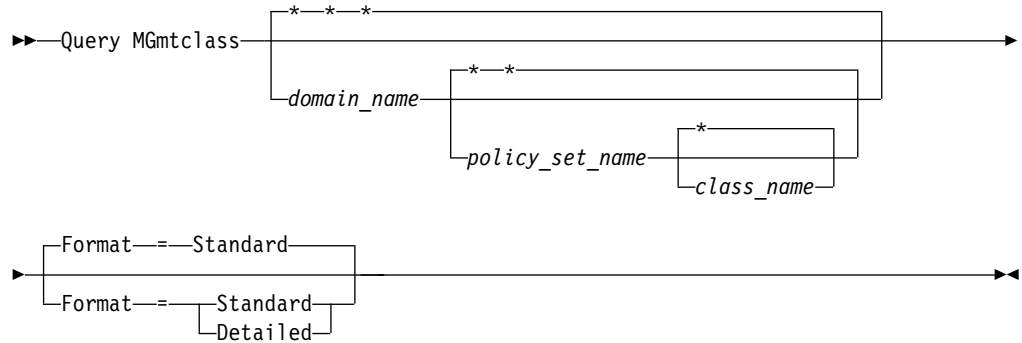 * * *
Query MGmtclass
* *
domain_name
*
policy_set_name
class_name
Format = Standard
Format = Standard
Detailed